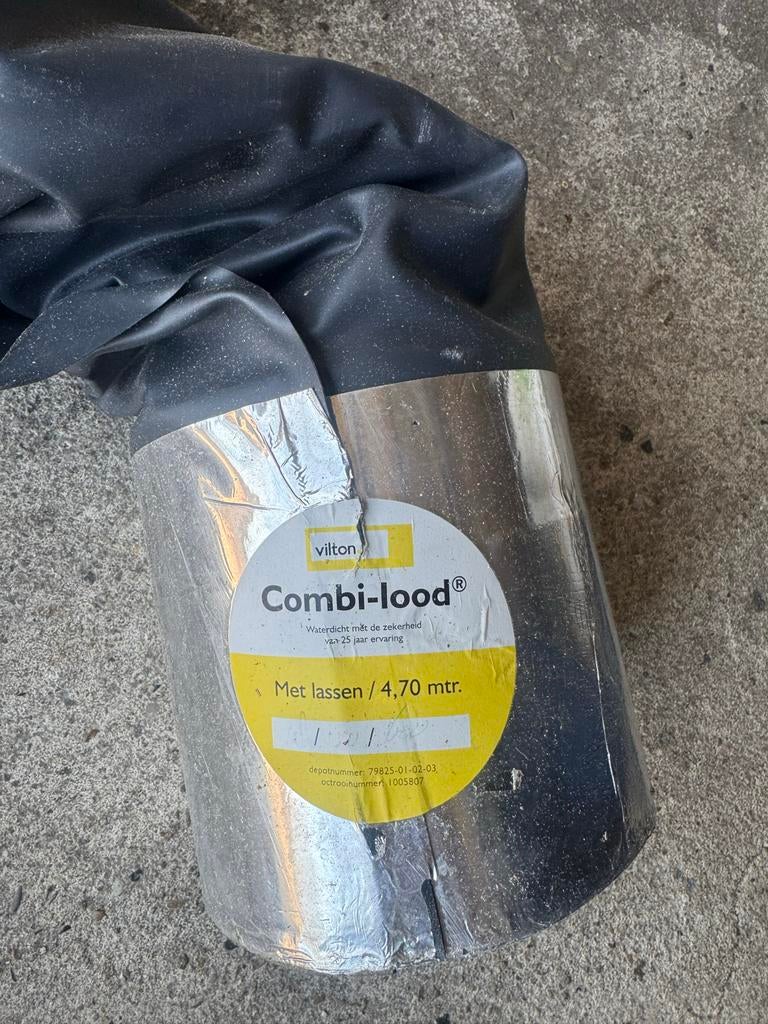 vilton
Combi-lood®
Waterdicht met de zekerheid
van 25 jaar ervaring
Met lassen / 4,70 mtr.
/ /
depotnummer: 79825-01-02-03
octrooinummer: 1005807